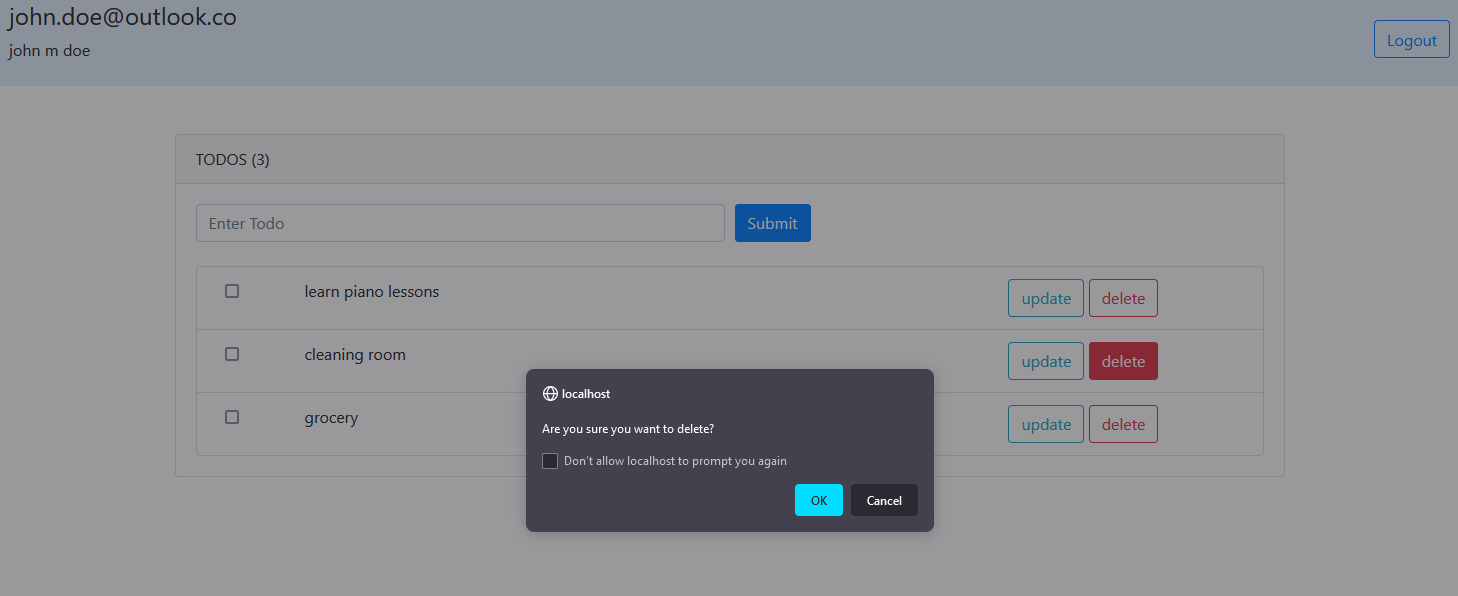 john.doe@outlook.co
john m doe
Logout
TODOS (3)
Enter Todo
Submit
learn piano lessons update delete
cleaning room update delete
grocery update delete
localhost
Are you sure you want to delete?
Don't allow localhost to prompt you again
OK Cancel